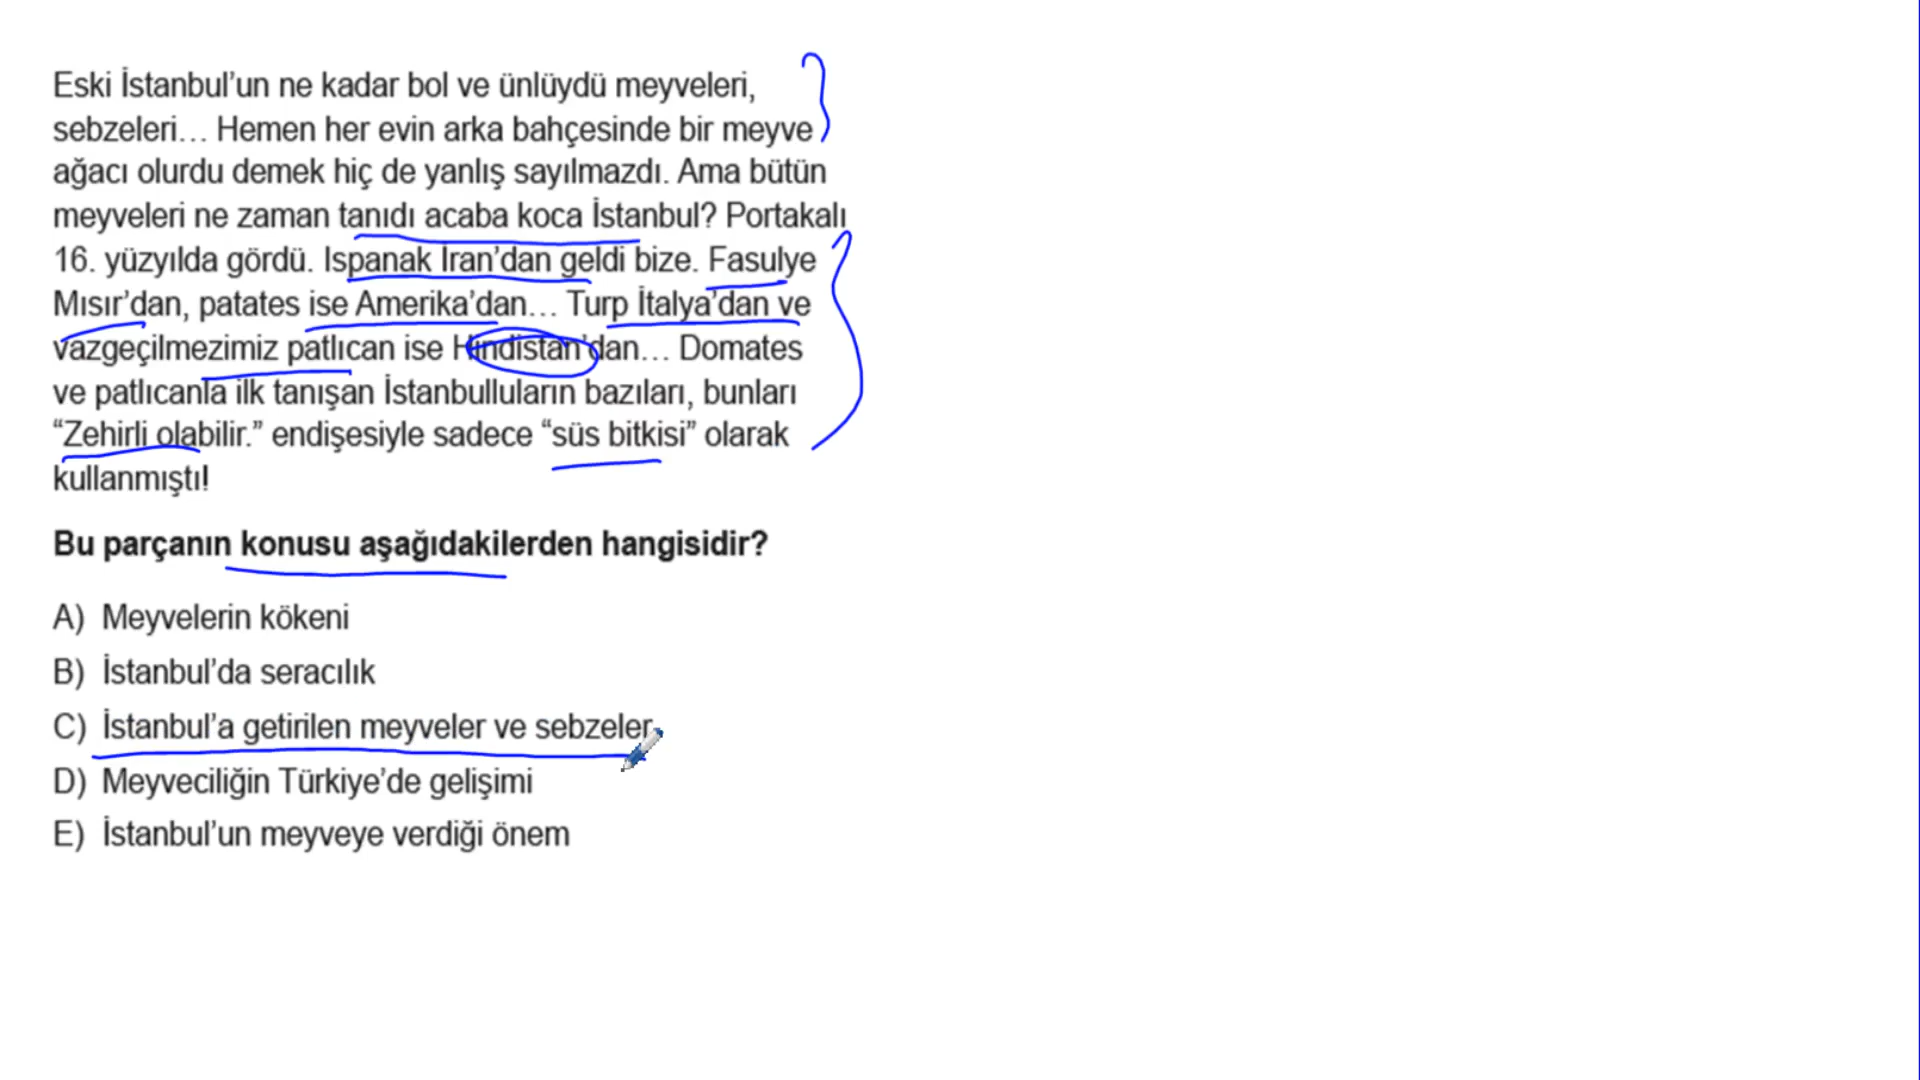 Eski İstanbul’un ne kadar bol ve ünlüydü meyveleri,
sebzeleri… Hemen her evin arka bahçesinde bir meyve
ağacı olurdu demek hiç de yanlış sayılmazdı. Ama bütün
meyveleri ne zaman tanıdı acaba koca İstanbul? Portakalı
16. yüzyılda gördü. Ispanak İran’dan geldi bize. Fasulye
Mısır’dan, patates ise Amerika’dan… Turp İtalya’dan ve
vazgeçilmezimiz patlıcan ise Hindistan’dan… Domates
ve patlıcanla ilk tanışan İstanbulluların bazıları, bunları
“Zehirli olabilir.” endişesiyle sadece “süs bitkisi” olarak
kullanmıştı!
Bu parçanın konusu aşağıdakilerden hangisidir?
A) Meyvelerin kökeni
B) İstanbul’da seracılık
C) İstanbul’a getirilen meyveler ve sebzeler
D) Meyveciliğin Türkiye’de gelişimi
E) İstanbul’un meyveye verdiği önem